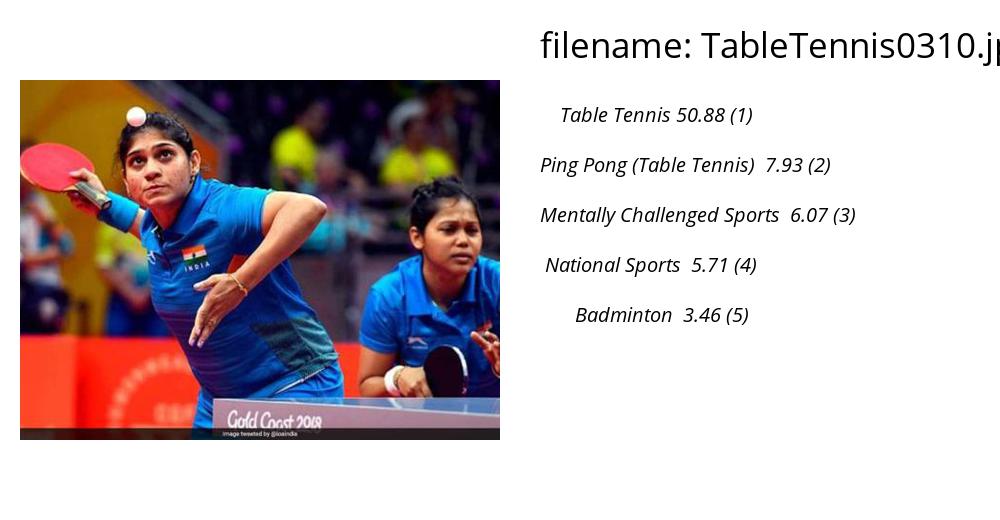 filename: TableTennis0310.jp
Table Tennis 50.88 (1)
Ping Pong (Table Tennis) 7.93 (2)
Mentally Challenged Sports 6.07 (3)
National Sports 5.71 (4)
Badminton 3.46 (5)
INDIA
Gold Coast 2018
Image tweeted by @ioaindia